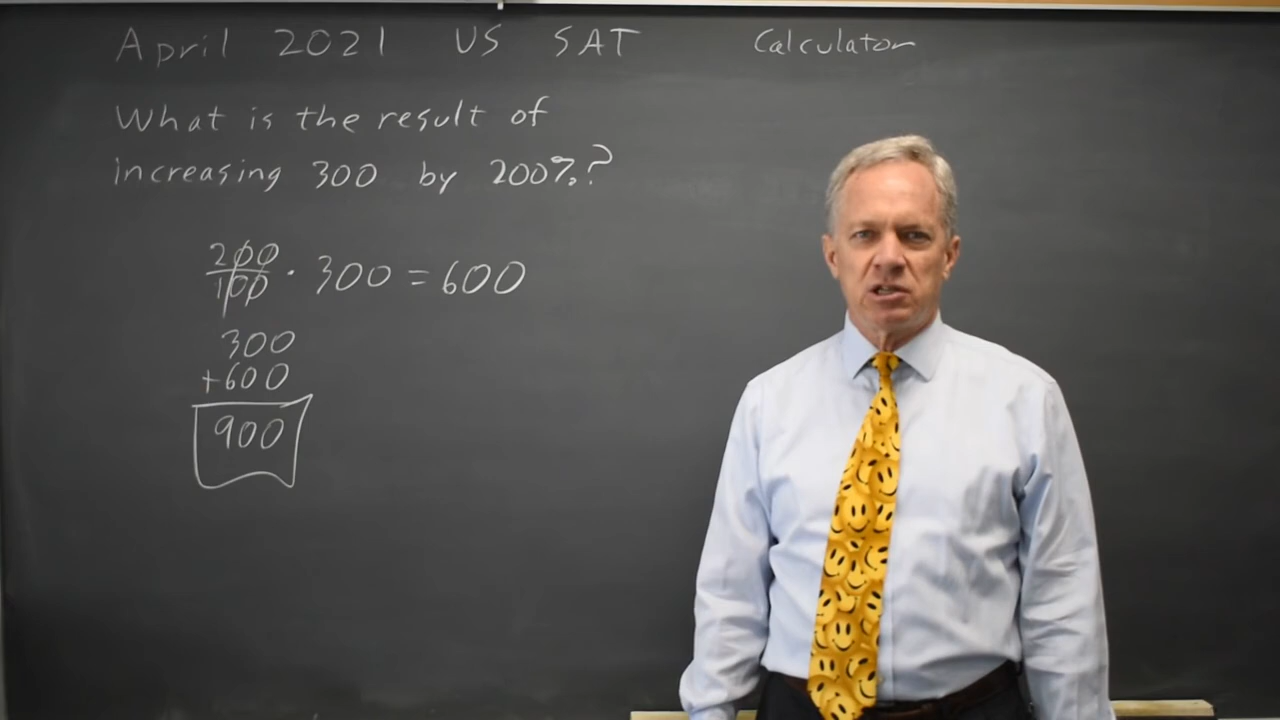 April 2021 US SAT Calculator
What is the result of
increasing 300 by 200%?
200/100 · 300 = 600
300
+600
900